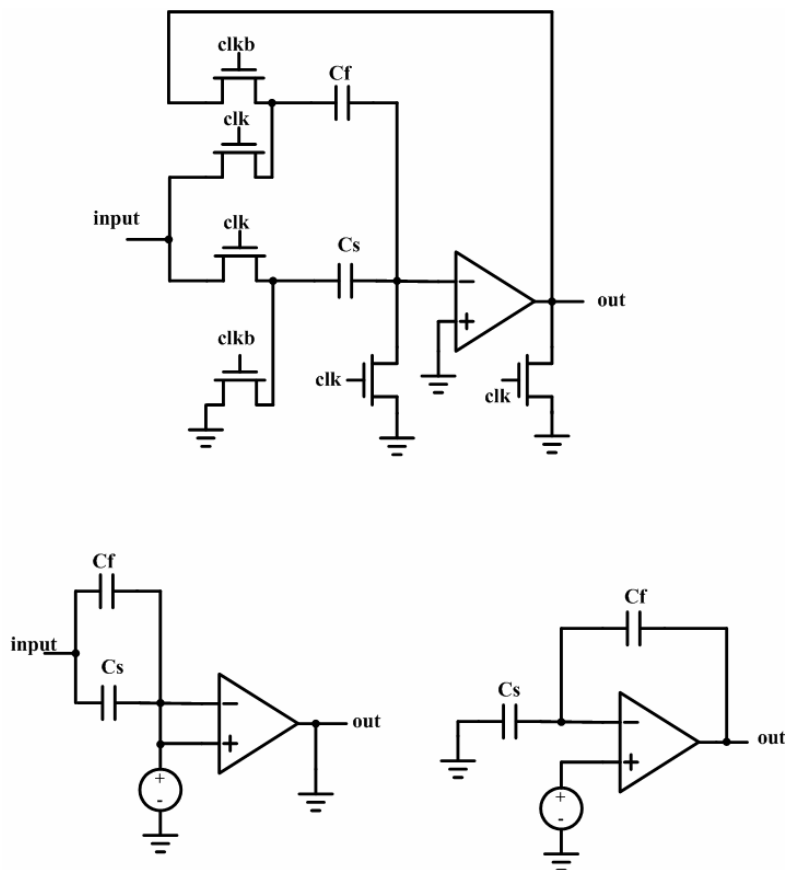 clkb
Cf
clk
input
clk
Cs
clkb
clk
−
+
out
clk
Cf
input
Cs
−
+
out
+
-
Cf
Cs
−
+
out
+
-